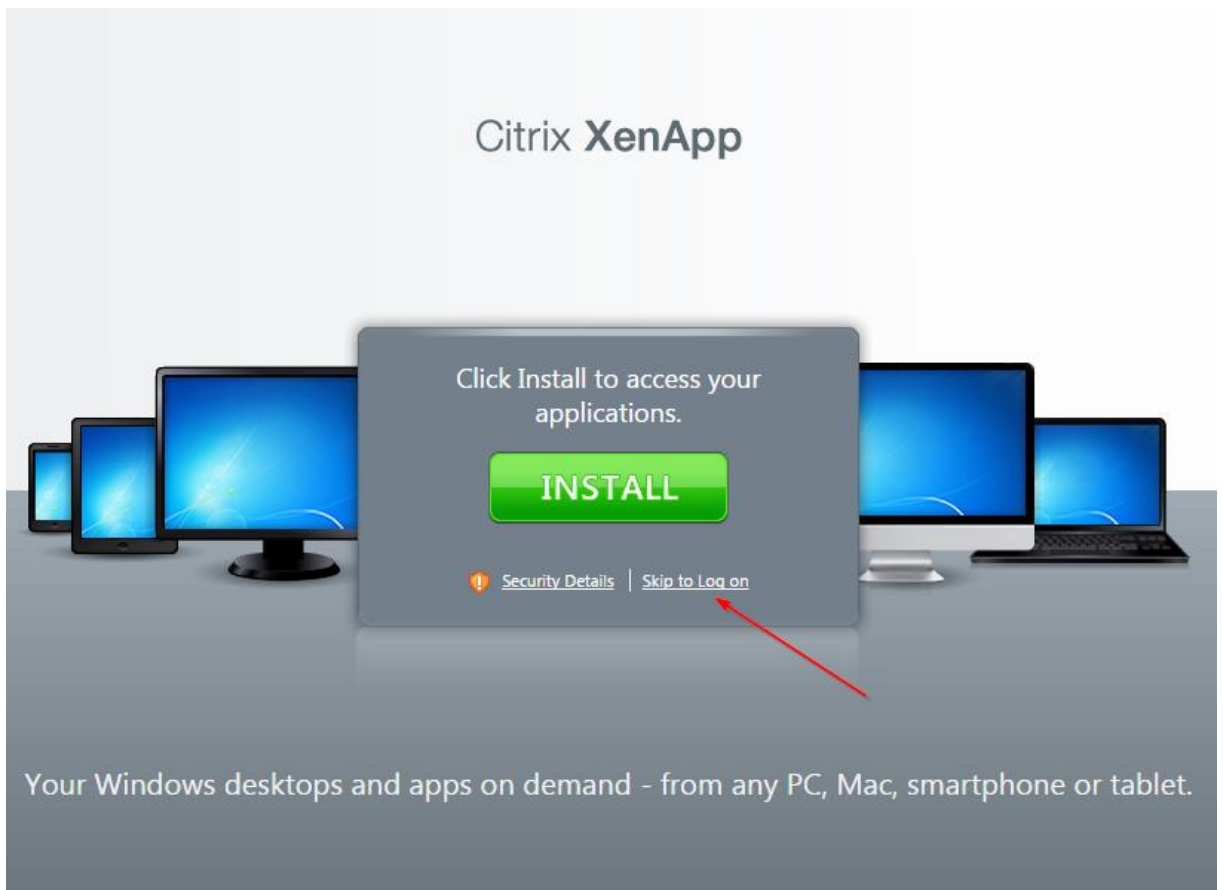 Citrix XenApp
Click Install to access your
applications.
INSTALL
Security Details | Skip to Log on
Your Windows desktops and apps on demand - from any PC, Mac, smartphone or tablet.